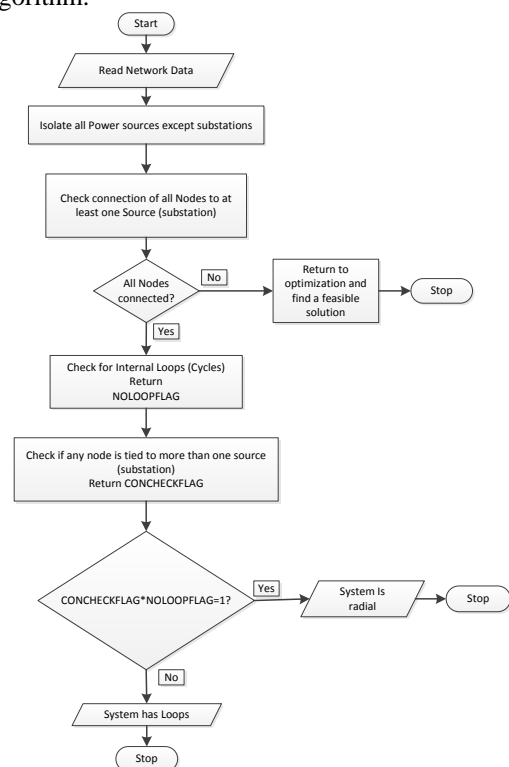 gorithm.
Start
Read Network Data
Isolate all Power sources except substations
Check connection of all Nodes to at
least one Source (substation)
All Nodes
connected?
No
Return to
optimization and
find a feasible
solution
Stop
Yes
Check for Internal Loops (Cycles)
Return
NOLOOPFLAG
Check if any node is tied to more than one source
(substation)
Return CONCHECKFLAG
CONCHECKFLAG*NOLOOPFLAG=1?
Yes
System Is
radial
Stop
No
System has Loops
Stop